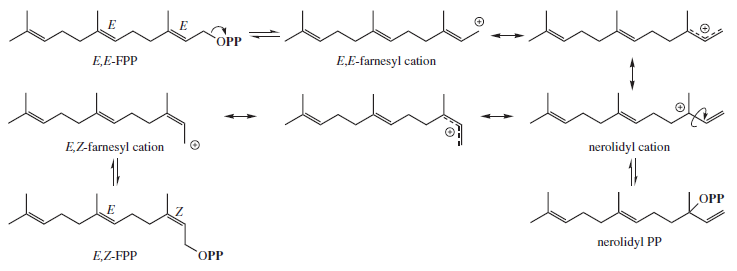 E E
OPP
⊕
⊕
E,E-FPP
E,E-farnesyl cation
⊕
E,Z-farnesyl cation
⊕
⊕
nerolidyl cation
E Z
OPP
nerolidyl PP
E,Z-FPP
OPP